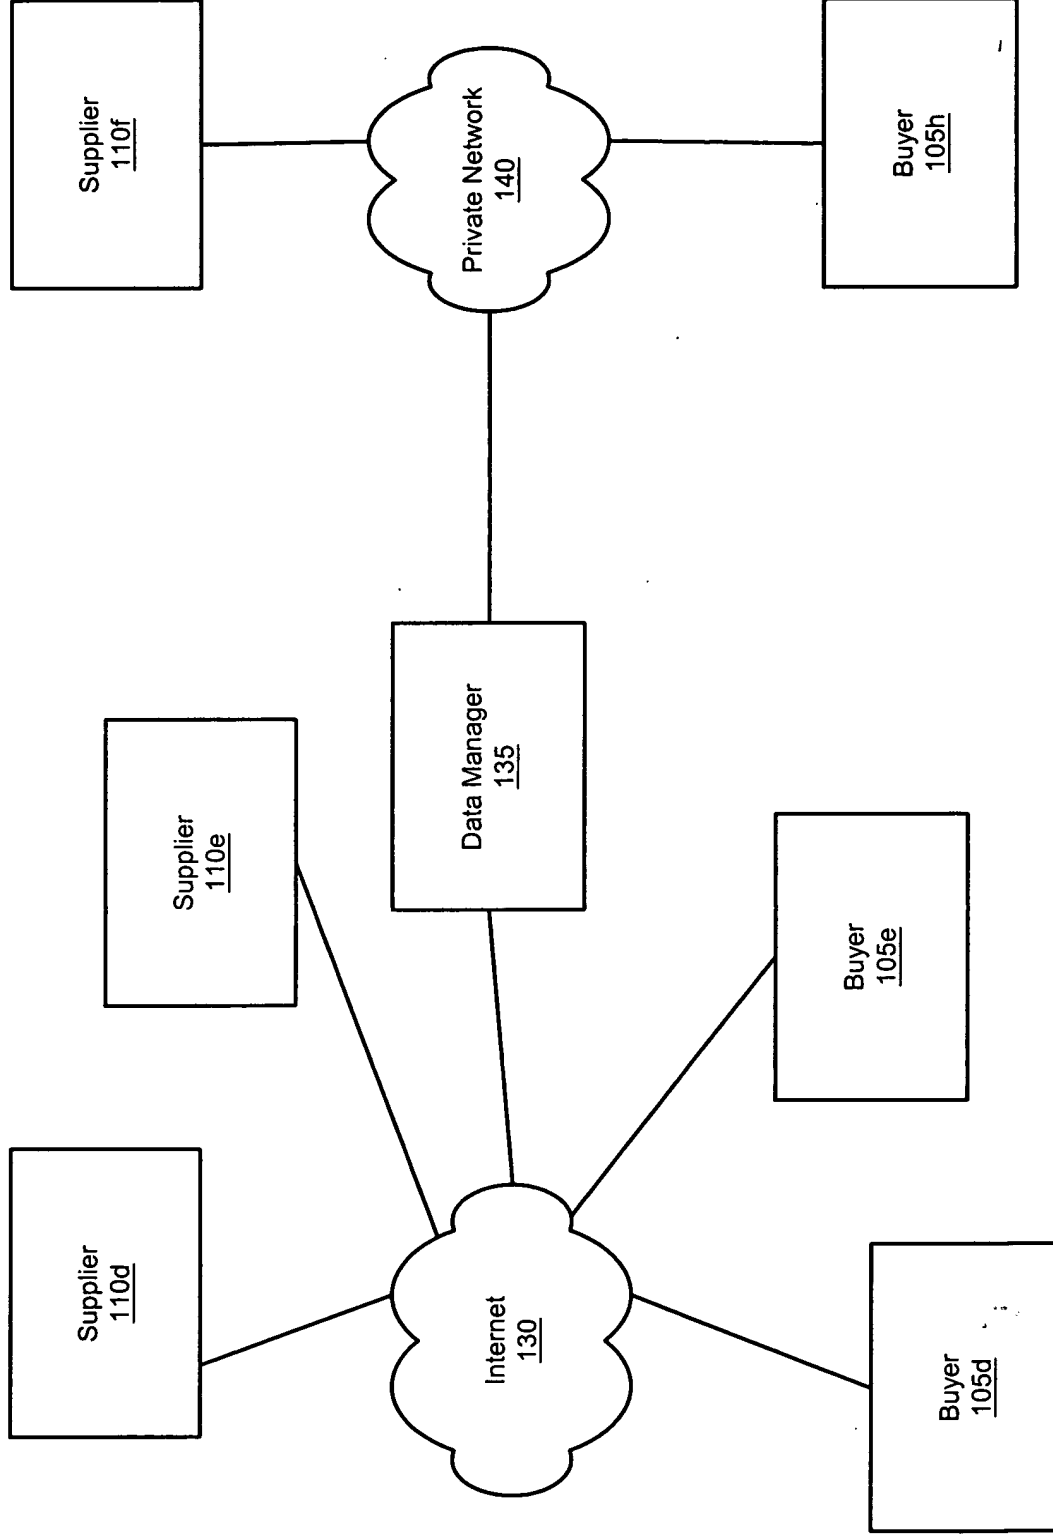 Supplier
110d
Supplier
110e
Supplier
110f
Internet
130
Data Manager
135
Private Network
140
Buyer
105d
Buyer
105e
Buyer
105h